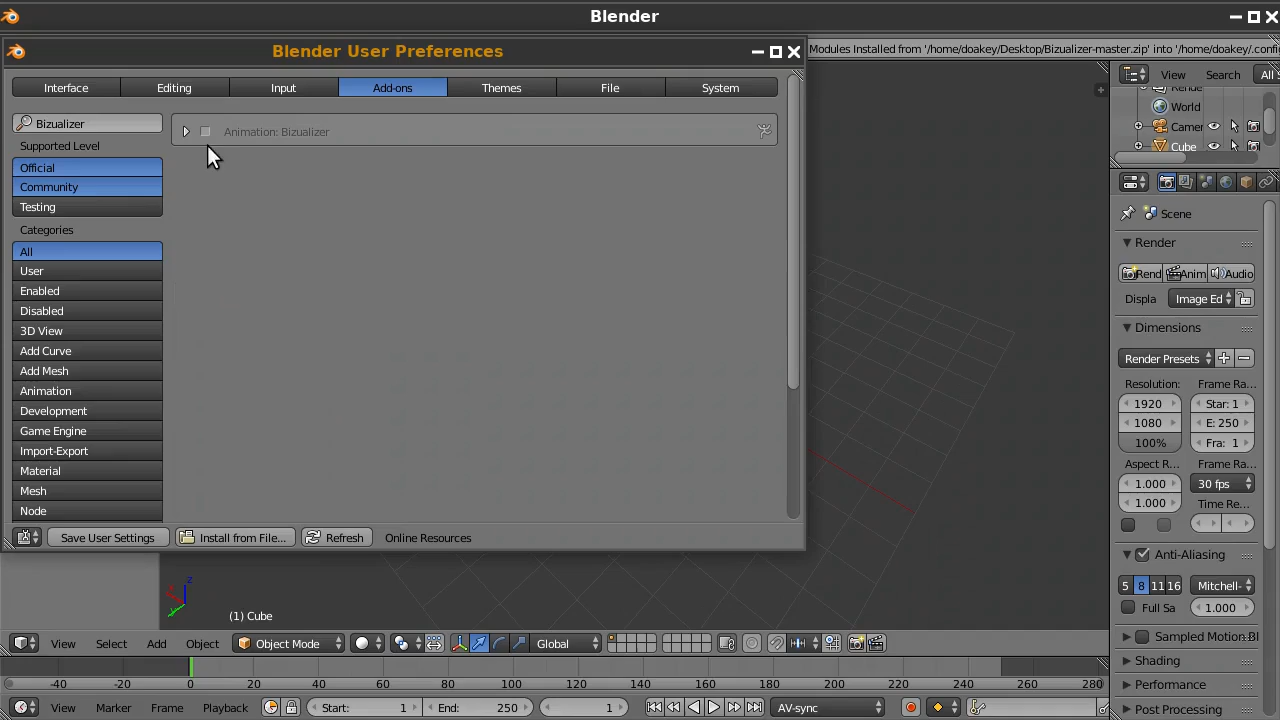 Blender
Blender User Preferences
Modules Installed from '/home/doakey/Desktop/Bizualizer-master.zip' into '/home/doakey/.config
Interface
Editing
Input
Add-ons
Themes
File
System
View
Search
All
Bizualizer
Animation: Bizualizer
Supported Level
Official
Community
Testing
Categories
All
User
Enabled
Disabled
3D View
Add Curve
Add Mesh
Animation
Development
Game Engine
Import-Export
Material
Mesh
Node
Save User Settings
Install from File...
Refresh
Online Resources
World
Camer
Cube
Scene
Render
Rend
Anim
Audio
Displa
Image Ed
Dimensions
Render Presets
Resolution:
Frame Ra...
1920
Star: 1
1080
E: 250
100%
Fra: 1
Aspect R...
Frame Ra...
1.000
30 fps
1.000
Time Re...
Anti-Aliasing
5
8
11
16
Mitchell-
Full Sa
1.000
Sampled Motion Bl
Shading
Performance
Post Processing
z
y
(1) Cube
View
Select
Add
Object
Object Mode
Global
-40
-20
0
20
40
60
80
100
120
140
160
180
200
220
240
260
280
View
Marker
Frame
Playback
Start: 1
End: 250
1
AV-sync